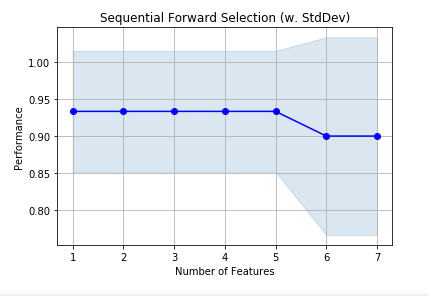 Sequential Forward Selection (w. StdDev)
1.00
0.95
0.90
0.85
0.80
Performance
1 2 3 4 5 6 7
Number of Features